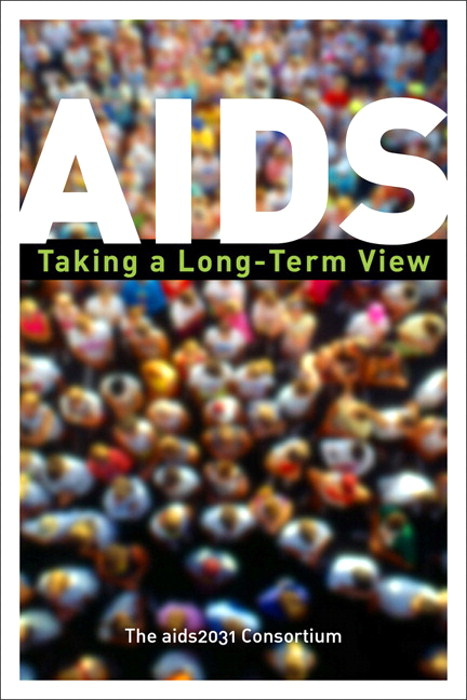 AIDS
Taking a Long-Term View
The aids2031 Consortium